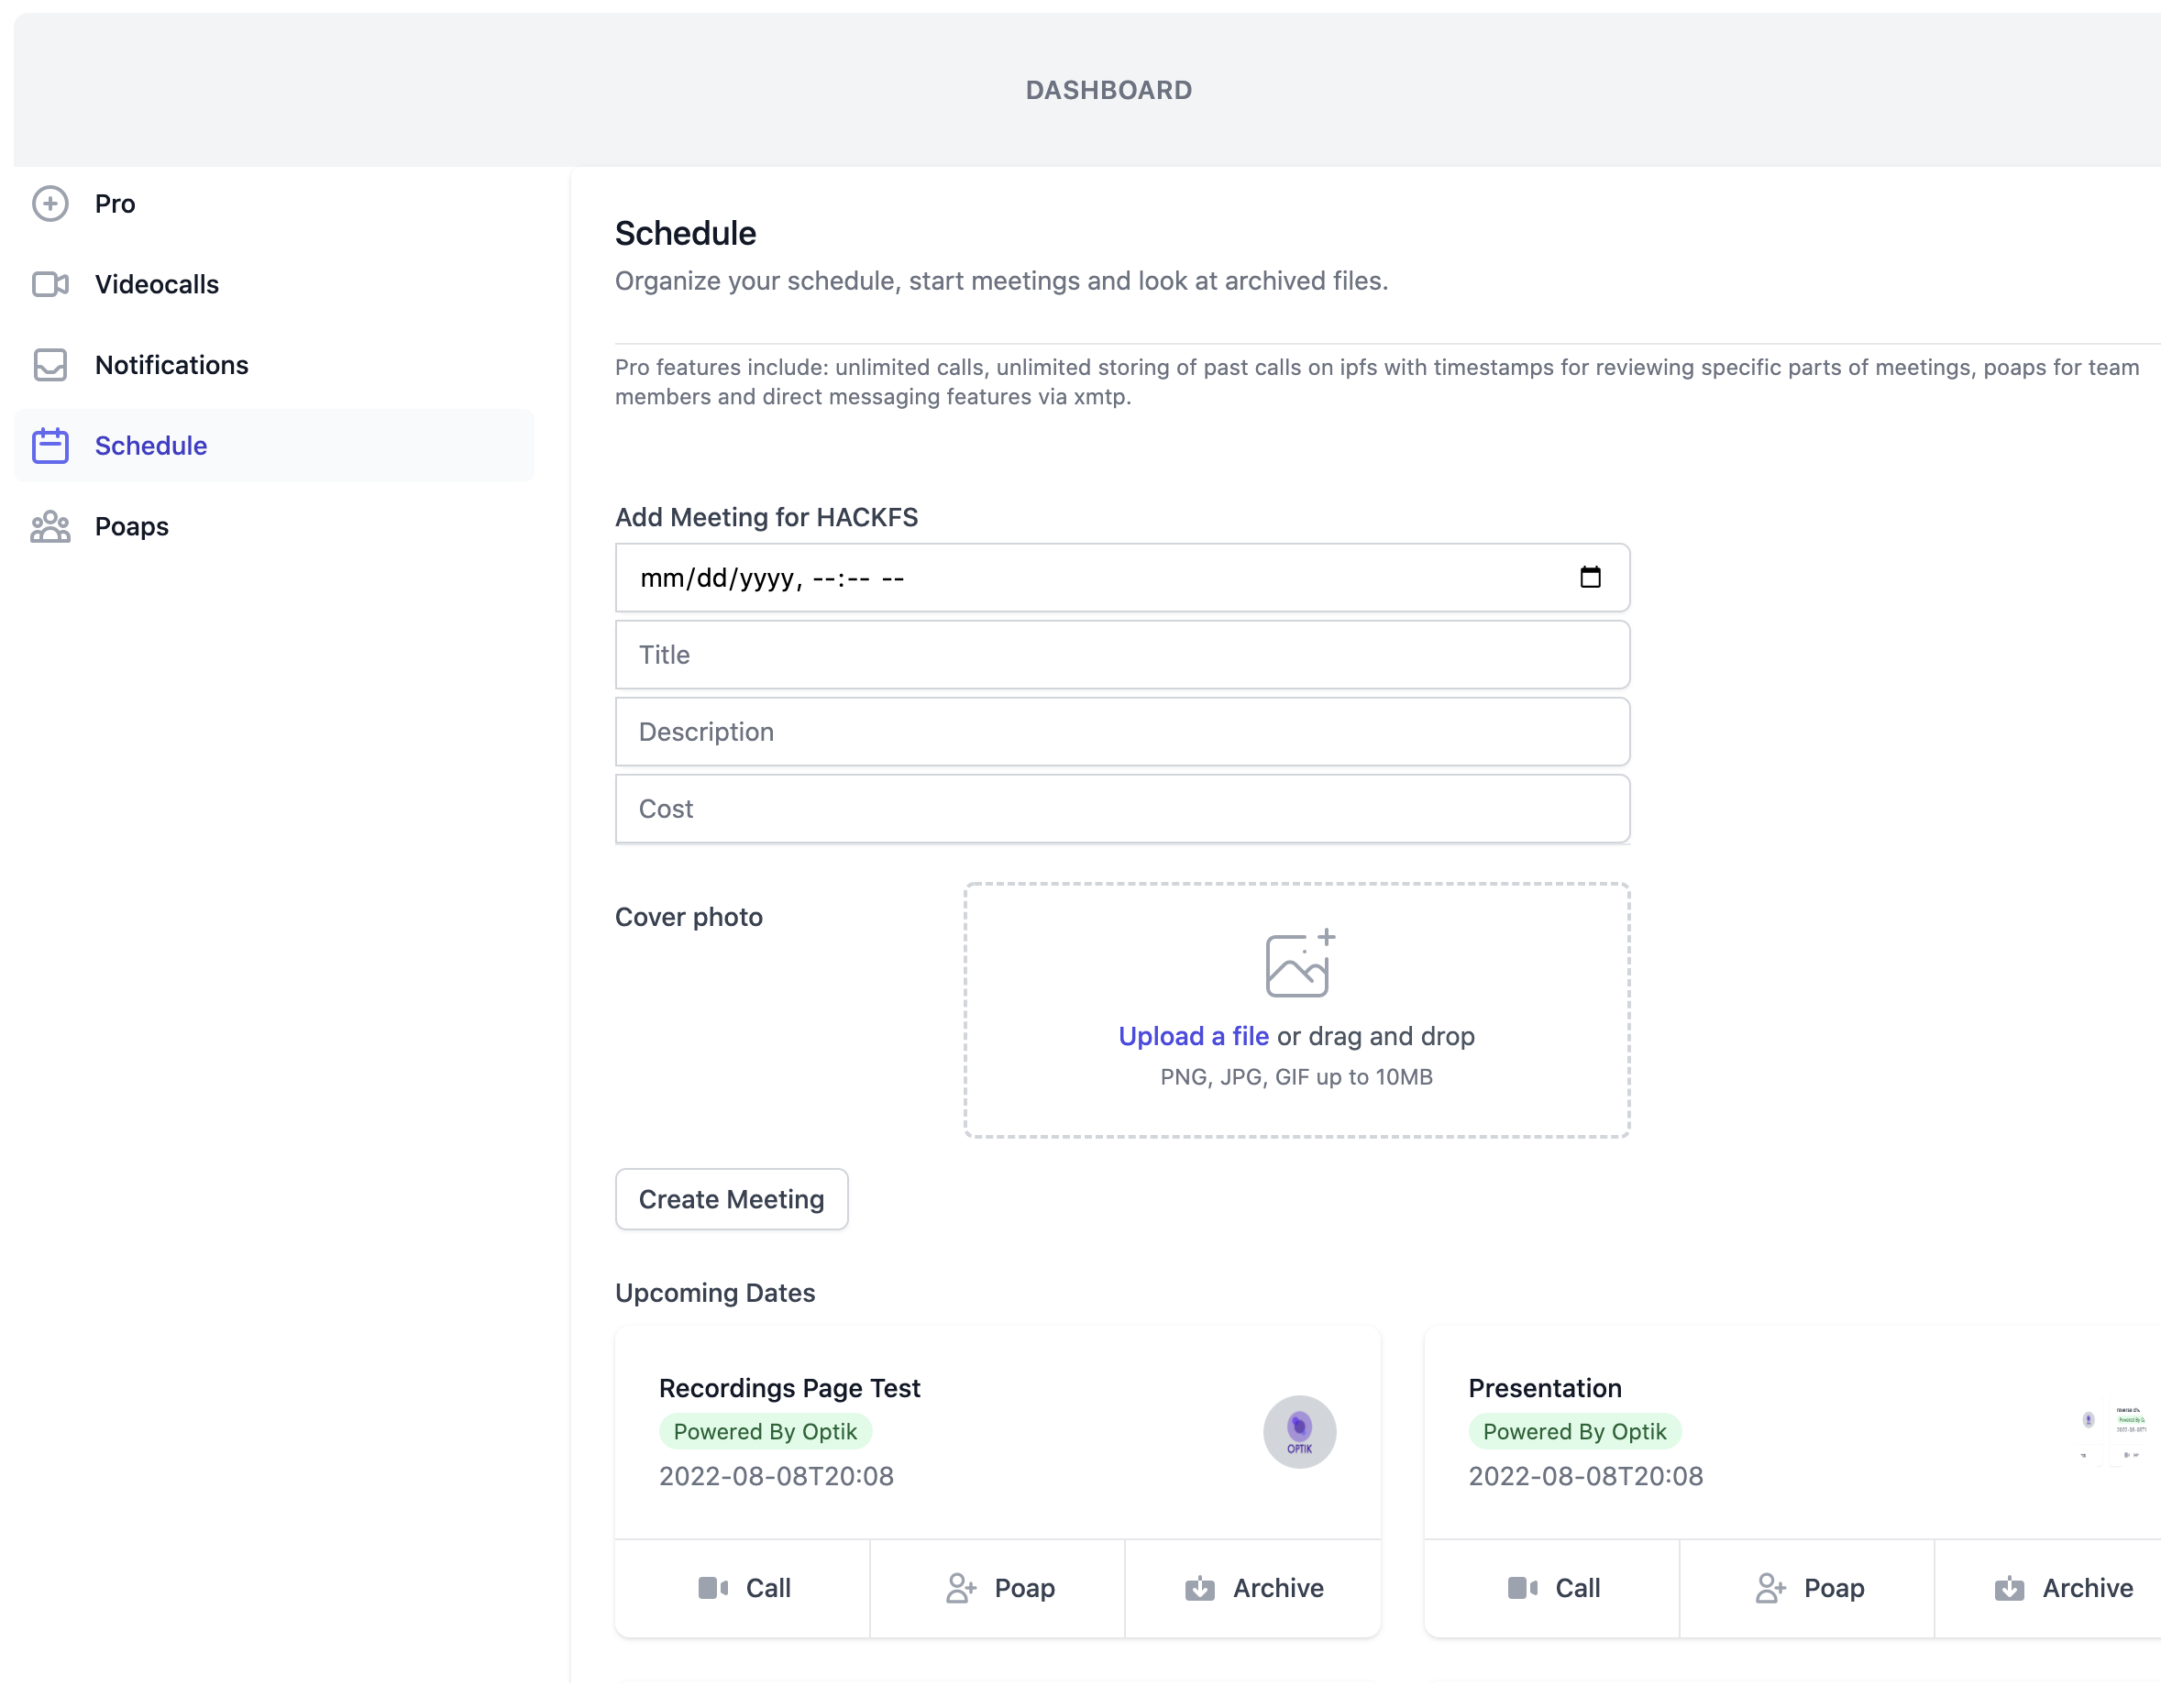 DASHBOARD
Pro
Videocalls
Notifications
Schedule
Poaps
Schedule
Organize your schedule, start meetings and look at archived files.
Pro features include: unlimited calls, unlimited storing of past calls on ipfs with timestamps for reviewing specific parts of meetings, poaps for team
members and direct messaging features via xmtp.
Add Meeting for HACKFS
mm/dd/yyyy, --:-- --
Title
Description
Cost
Cover photo
Upload a file or drag and drop
PNG, JPG, GIF up to 10MB
Create Meeting
Upcoming Dates
Recordings Page Test
Powered By Optik
2022-08-08T20:08
OPTIK
Call
Poap
Archive
Presentation
Powered By Optik
2022-08-08T20:08
Call
Poap
Archive